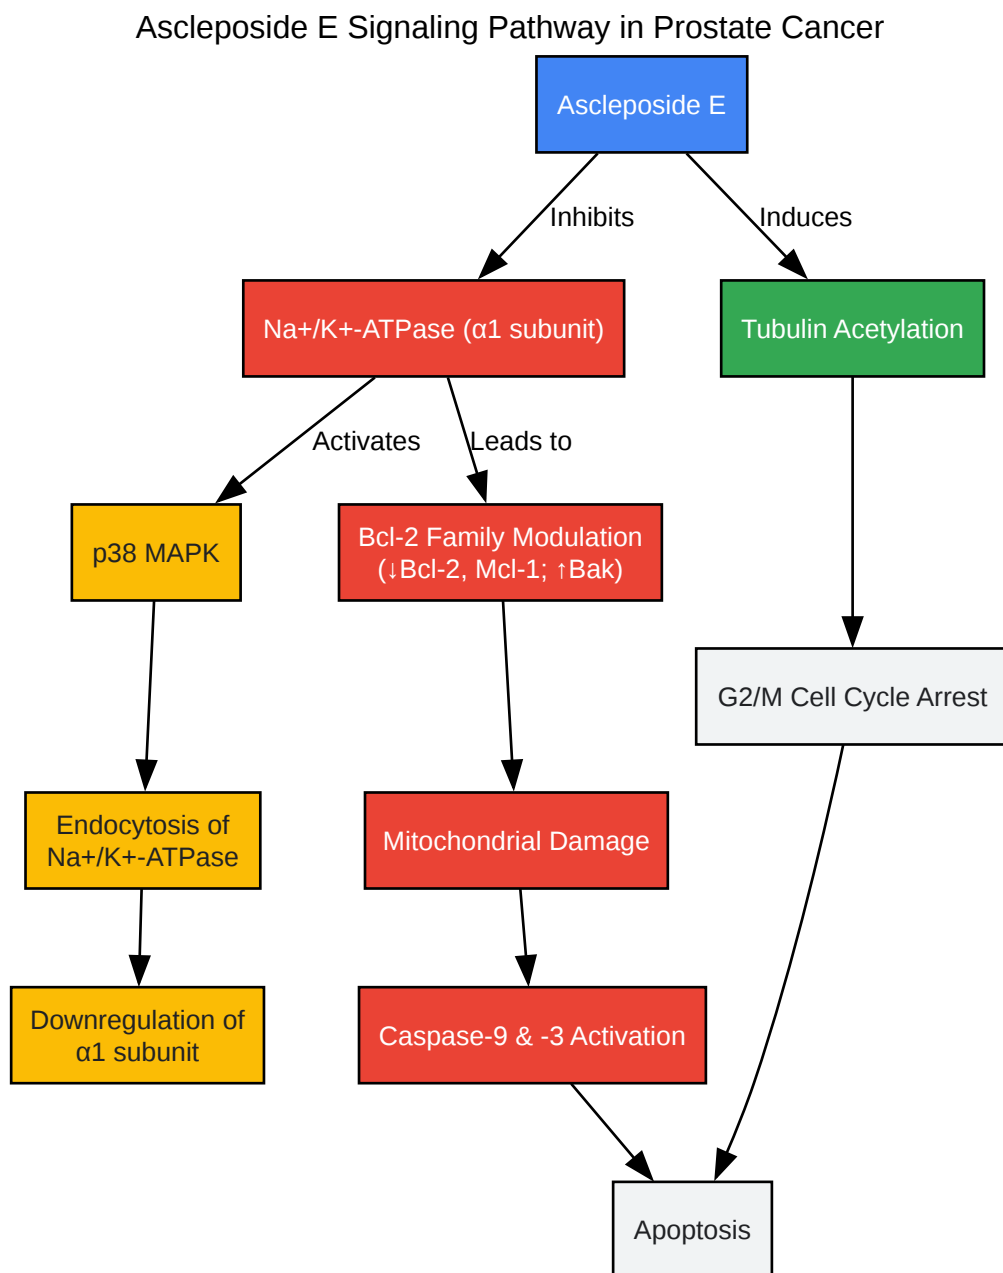 Ascleposide E Signaling Pathway in Prostate Cancer
Ascleposide E
Inhibits
Induces
Na+/K+-ATPase (α1 subunit)
Tubulin Acetylation
Activates
Leads to
p38 MAPK
Bcl-2 Family Modulation
(↓Bcl-2, Mcl-1; ↑Bak)
G2/M Cell Cycle Arrest
Endocytosis of
Na+/K+-ATPase
Mitochondrial Damage
Downregulation of
α1 subunit
Caspase-9 & -3 Activation
Apoptosis